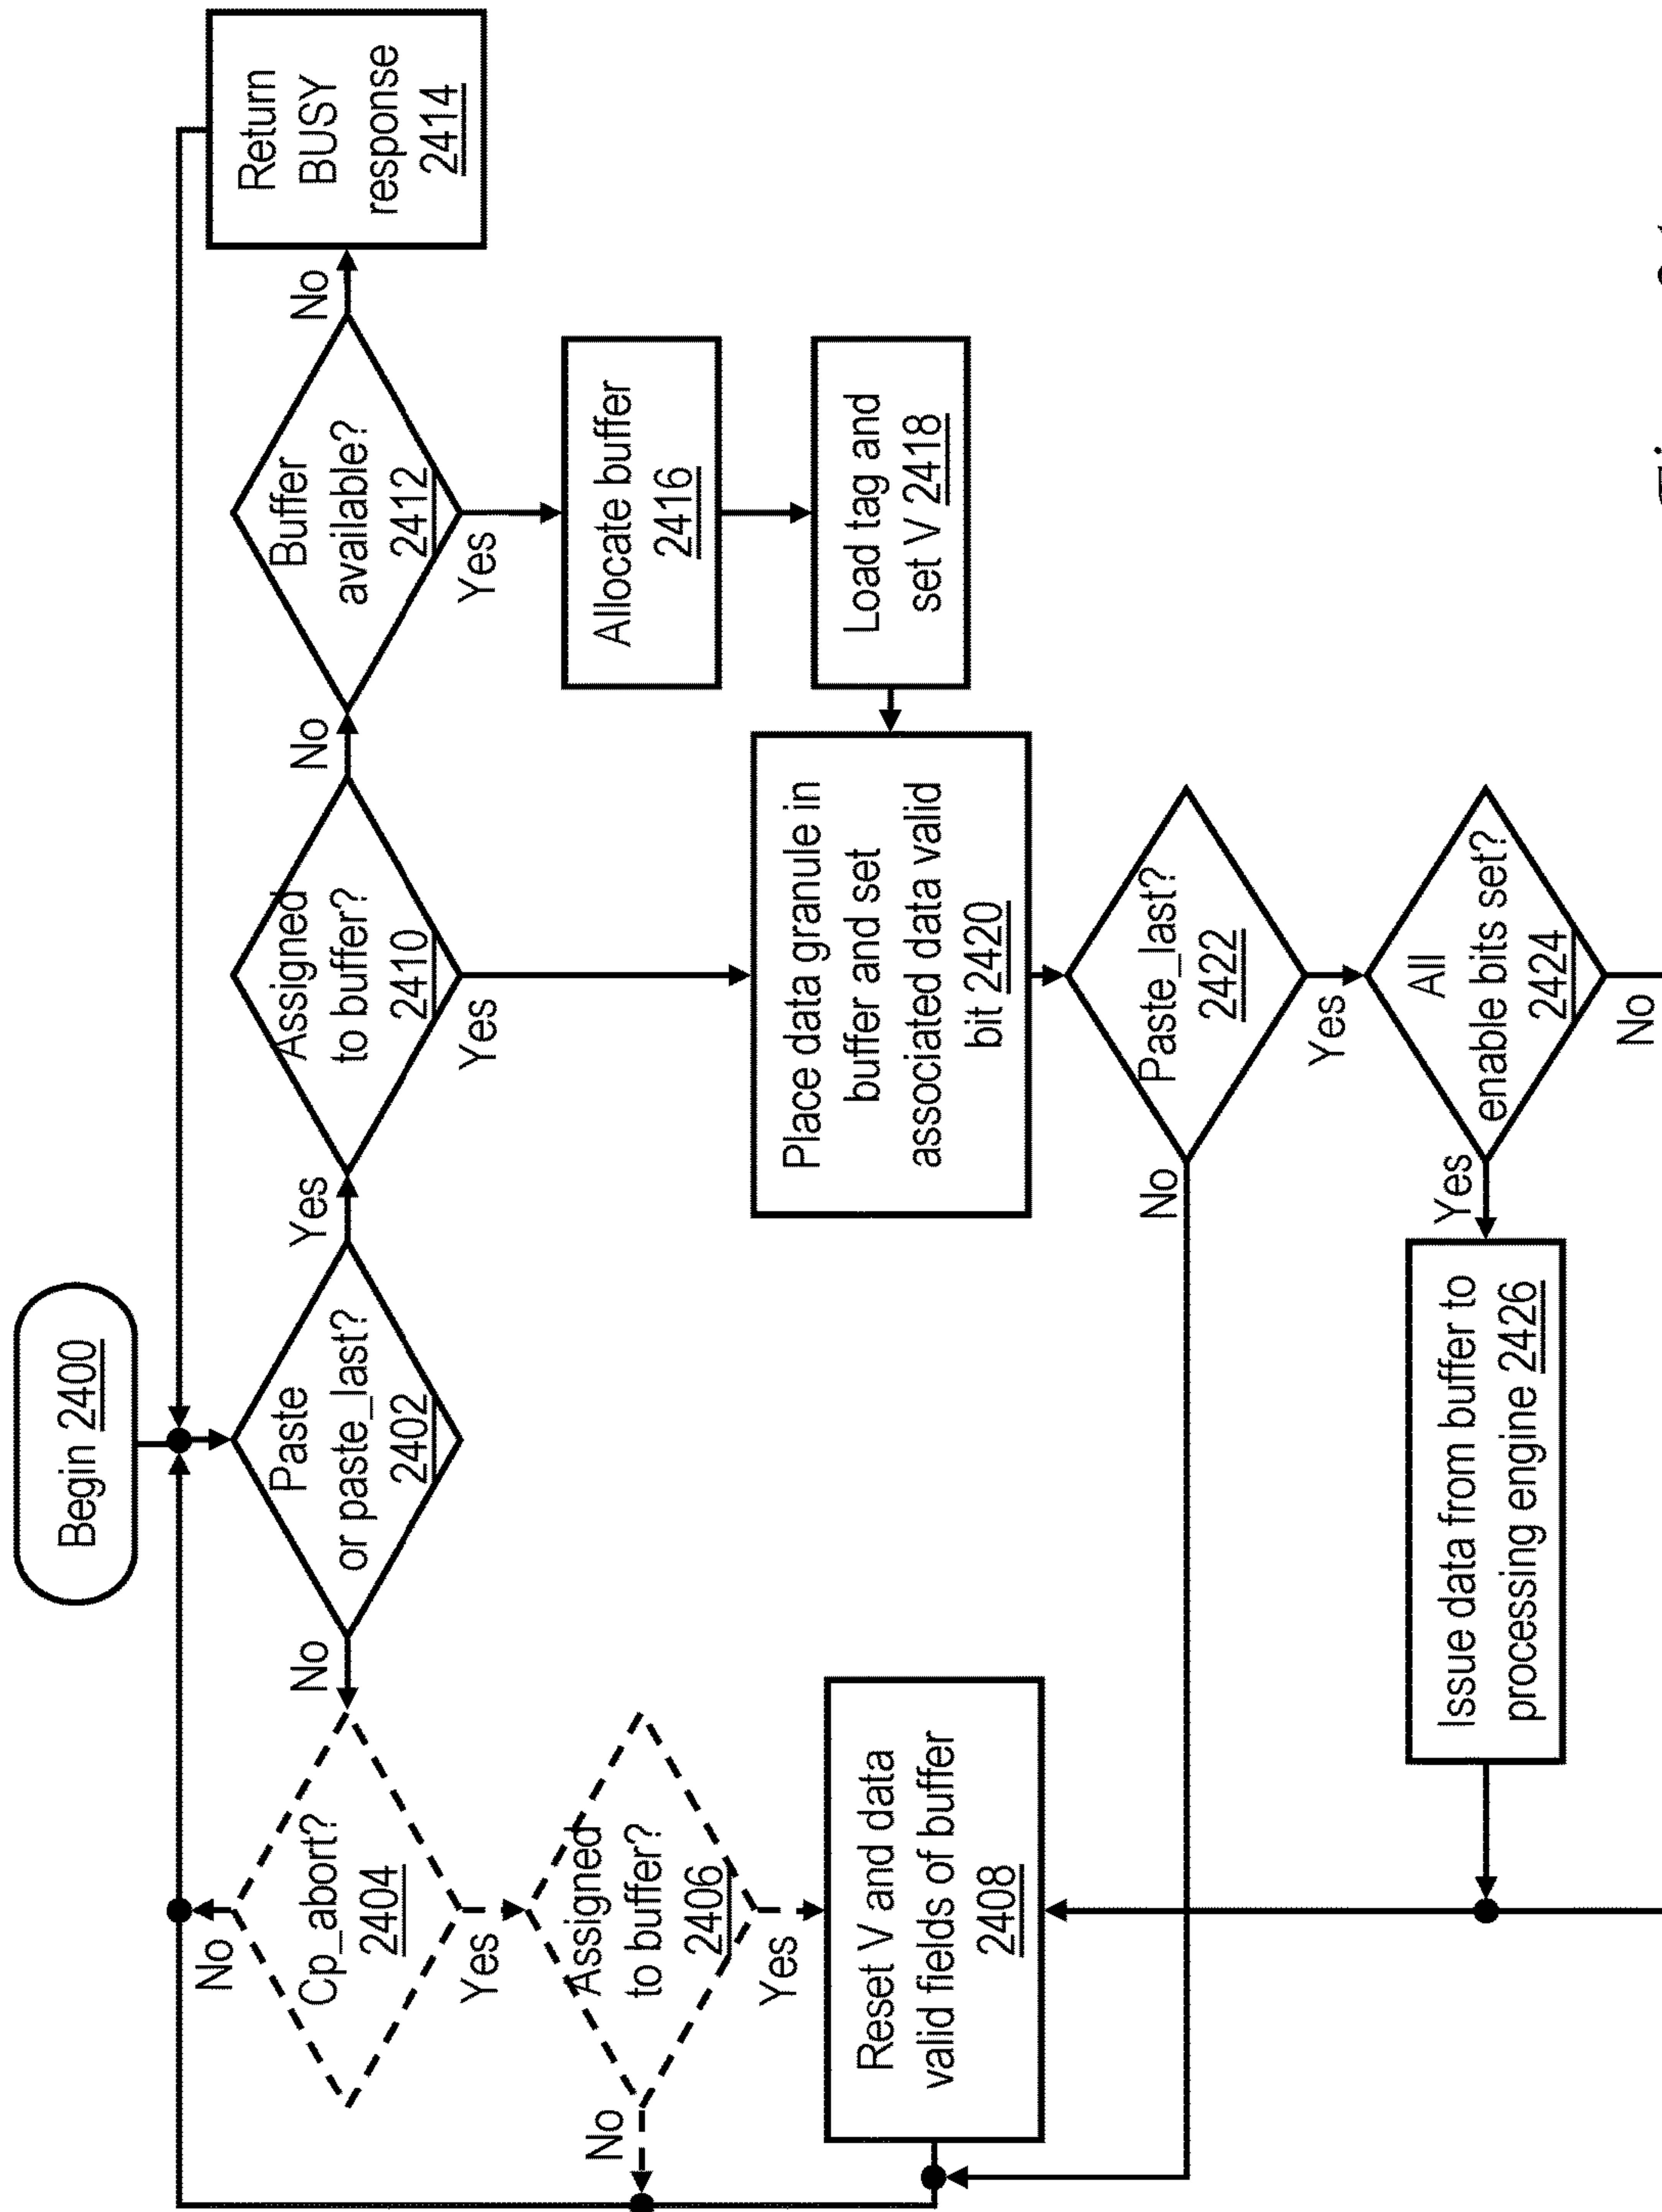 Begin 2400
Paste
or paste_last?
2402
Yes
No
Cp_abort?
2404
No
Yes
Assigned
to buffer?
2406
No
Yes
Reset V and data
valid fields of buffer
2408
Assigned
to buffer?
2410
No
Yes
Buffer
available?
2412
No
Yes
Return
BUSY
response
2414
Allocate buffer
2416
Load tag and
set V 2418
Place data granule in
buffer and set
associated data valid
bit 2420
Paste_last?
2422
No
Yes
All
enable bits set?
2424
Yes
No
Issue data from buffer to
processing engine 2426